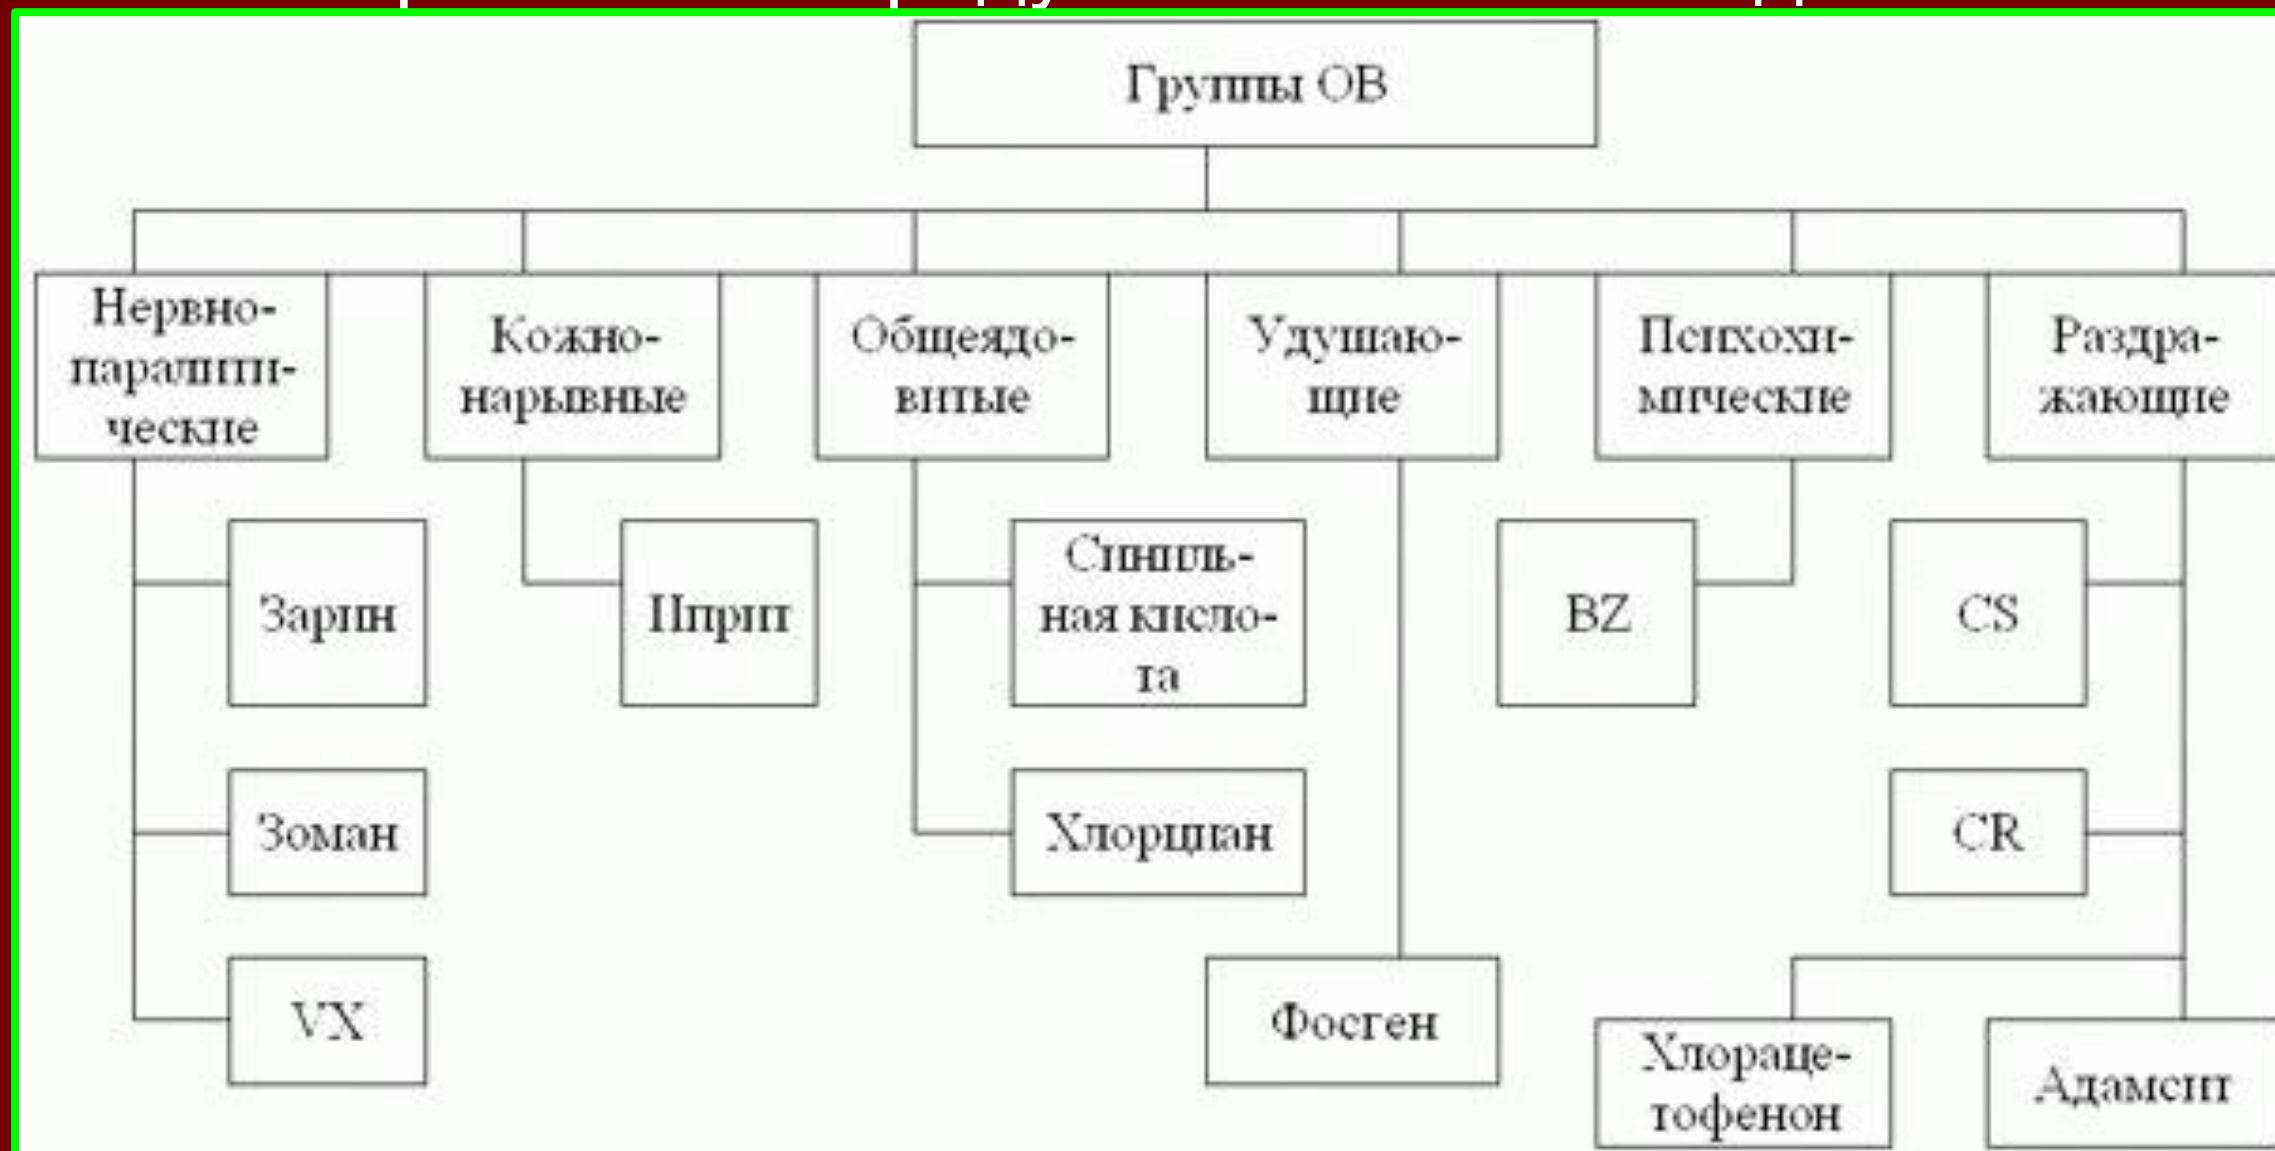 Группы ОВ
Нервно-
паралити-
ческие
Кожно-
нарывные
Общеядо-
витые
Удушаю-
щие
Психохи-
мические
Раздра-
жающие
Зарин
Иприт
Синиль-
ная кисло-
та
BZ
CS
Зоман
Хлорциан
CR
VX
Фосген
Хлораце-
тофенон
Адамсит